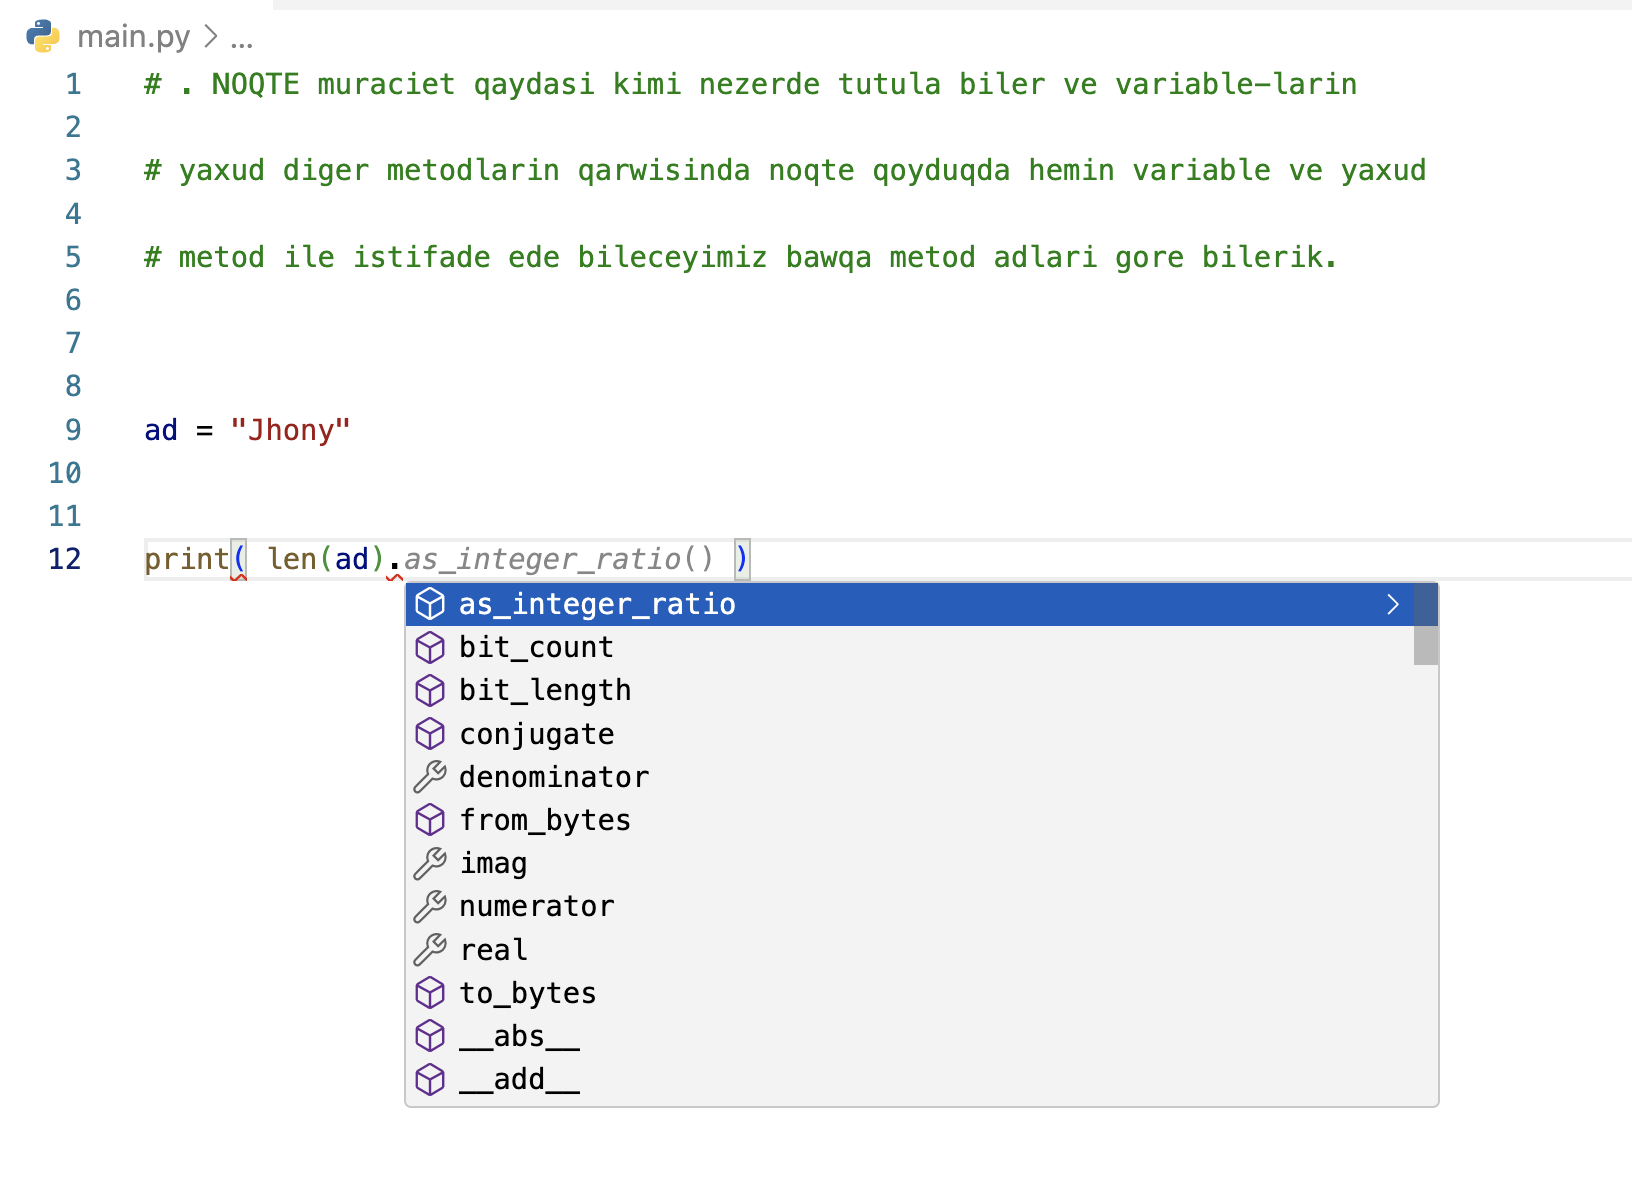 main.py > ...
1 # . NOQTE muraciet qaydasi kimi nezerde tutula biler ve variable-larin
2
3 # yaxud diger metodlarin qarwisinda noqte qoyduqda hemin variable ve yaxud
4
5 # metod ile istifade ede bileceyimiz bawqa metod adlari gore bilerik.
6
7
8
9 ad = "Jhony"
10
11
12 print( len(ad).as_integer_ratio() )
as_integer_ratio >
bit_count
bit_length
conjugate
denominator
from_bytes
imag
numerator
real
to_bytes
__abs__
__add__